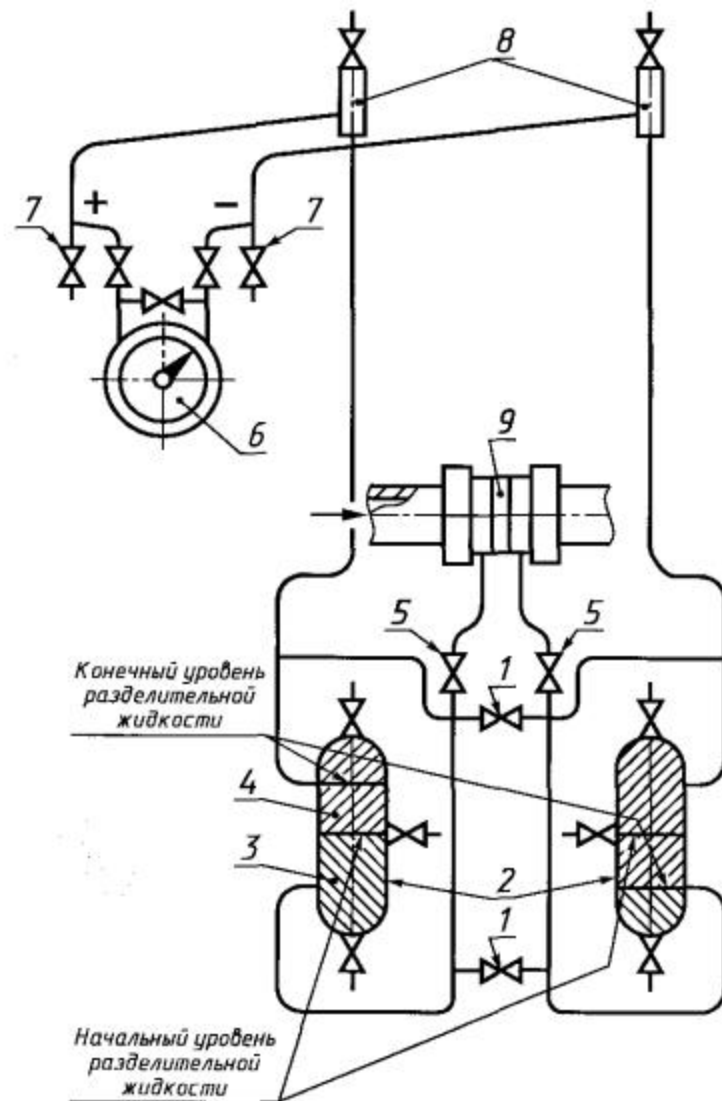 8
7
+
-
7
6
9
5
5
1
Конечный уровень
разделительной
жидкости
4
3
2
1
Начальный уровень
разделительной
жидкости